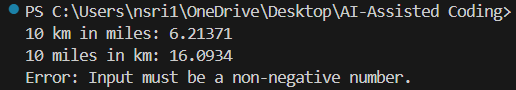 PS C:\Users\nsri1\OneDrive\Desktop\AI-Assisted Coding>
10 km in miles: 6.21371
10 miles in km: 16.0934
Error: Input must be a non-negative number.